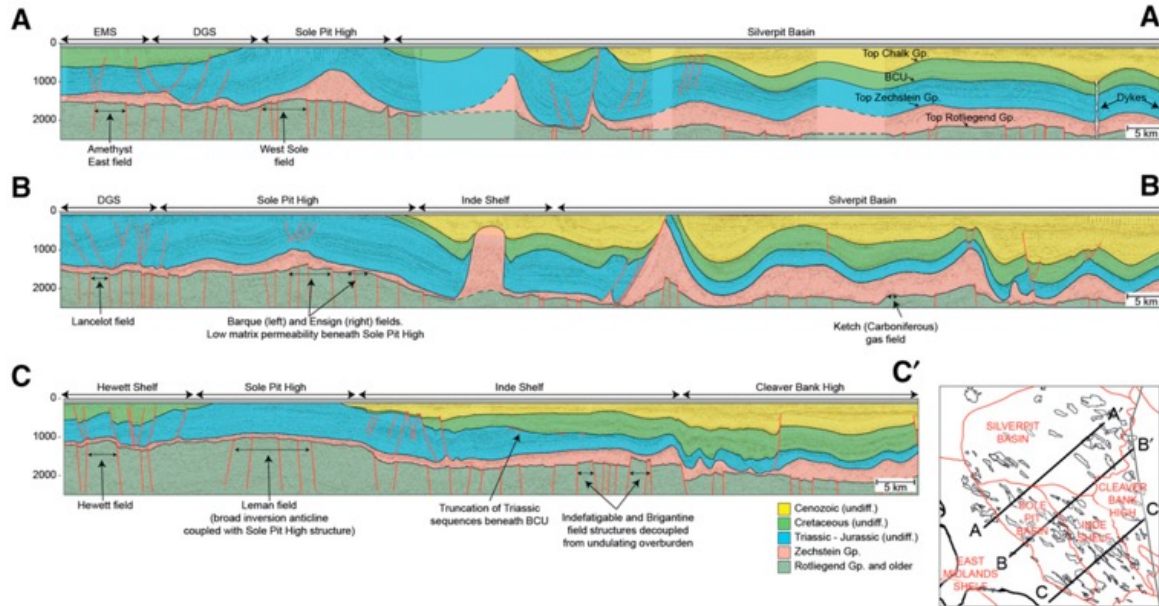 A
A
EMS
DGS
Sole Pit High
Silverpit Basin
0
1000
2000
Top Chalk Gp.
BCU
Top Zechstein Gp.
Dykes
Top Rotliegend Gp.
5 km
Amethyst
East field
West Sole
field
B
B
DGS
Sole Pit High
Inde Shelf
Silverpit Basin
0
1000
2000
5 km
Lancelot field
Barque (left) and Ensign (right) fields.
Low matrix permeability beneath Sole Pit High
Ketch (Carboniferous)
gas field
C
C′
Hewett Shelf
Sole Pit High
Inde Shelf
Cleaver Bank High
0
1000
2000
5 km
Hewett field
Leman field
(broad inversion anticline
coupled with Sole Pit High structure)
Truncation of Triassic
sequences beneath BCU
Indefatigable and Brigantine
field structures decoupled
from undulating overburden
Cenozoic (undiff.)
Cretaceous (undiff.)
Triassic - Jurassic (undiff.)
Zechstein Gp.
Rotliegend Gp. and older
A′
SILVERPIT
BASIN
B′
CLEAVER
BANK
HIGH
SOLE
PIT
BASIN
INDE
SHELF
C
A
B
EAST
MIDLANDS
SHELF
C